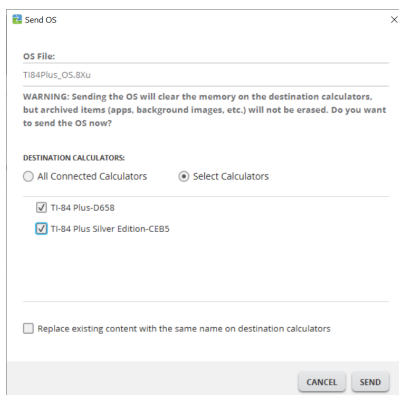 Send OS
OS File:
TI84Plus_OS.8Xu
WARNING: Sending the OS will clear the memory on the destination calculators,
but archived items (apps, background images, etc.) will not be erased. Do you want
to send the OS now?
DESTINATION CALCULATORS:
All Connected Calculators Select Calculators
TI-84 Plus-D658
TI-84 Plus Silver Edition-CEB5
Replace existing content with the same name on destination calculators
CANCEL SEND